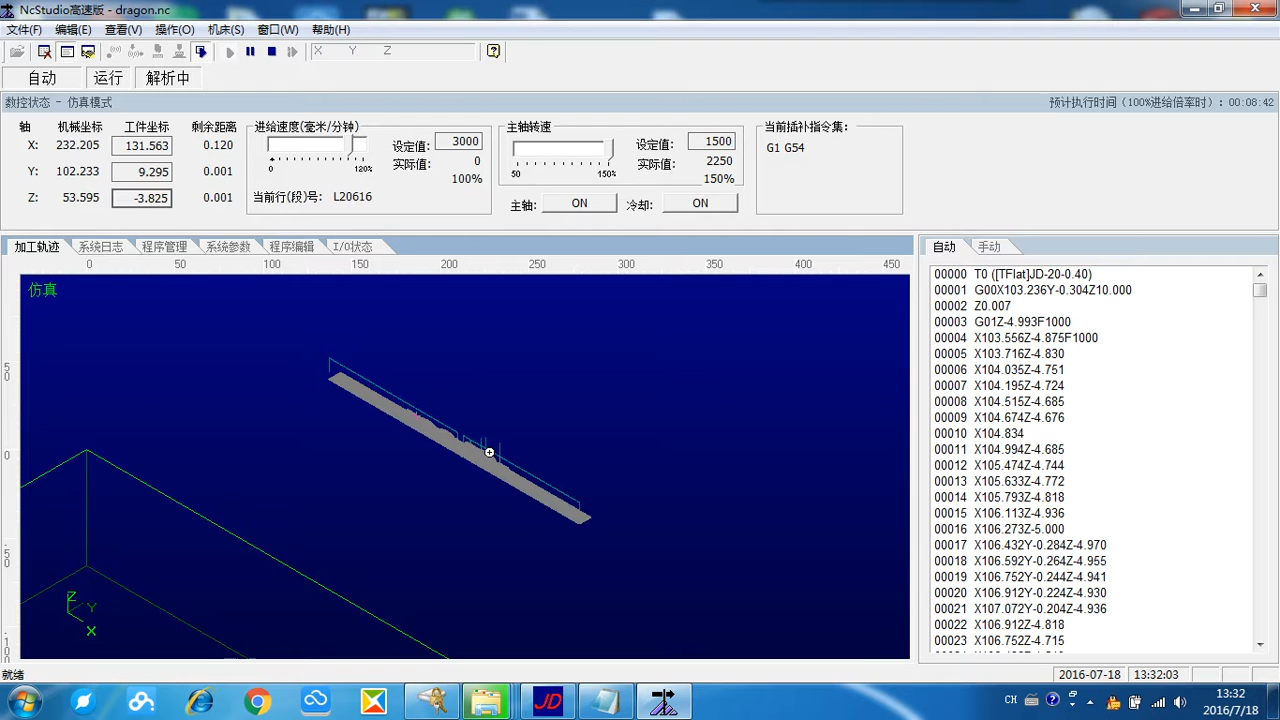 NcStudio高速版 - dragon.nc
文件(F) 编辑(E) 查看(V) 操作(O) 机床(S) 窗口(W) 帮助(H)
X Y Z
自动 运行 解析中
数控状态 - 仿真模式 预计执行时间（100%进给倍率时）: 00:08:42
轴 机械坐标 工件坐标 剩余距离
X: 232.205 131.563 0.120
Y: 102.233 9.295 0.001
Z: 53.595 -3.825 0.001
进给速度(毫米/分钟)
0 120%
设定值: 3000
实际值: 0
100%
当前行(段)号: L20616
主轴转速
50 150%
设定值: 1500
实际值: 2250
150%
主轴: ON 冷却: ON
当前插补指令集:
G1 G54
加工轨迹 系统日志 程序管理 系统参数 程序编辑 I/O状态
0 50 100 150 200 250 300 350 400 450
仿真
50
0
-50
-100
Z
Y
X
自动 手动
00000 T0 ([TFlat]JD-20-0.40)
00001 G00X103.236Y-0.304Z10.000
00002 Z0.007
00003 G01Z-4.993F1000
00004 X103.556Z-4.875F1000
00005 X103.716Z-4.830
00006 X104.035Z-4.751
00007 X104.195Z-4.724
00008 X104.515Z-4.685
00009 X104.674Z-4.676
00010 X104.834
00011 X104.994Z-4.685
00012 X105.474Z-4.744
00013 X105.633Z-4.772
00014 X105.793Z-4.818
00015 X106.113Z-4.936
00016 X106.273Z-5.000
00017 X106.432Y-0.284Z-4.970
00018 X106.592Y-0.264Z-4.955
00019 X106.752Y-0.244Z-4.941
00020 X106.912Y-0.224Z-4.930
00021 X107.072Y-0.204Z-4.936
00022 X106.912Z-4.818
00023 X106.752Z-4.715
就绪 2016-07-18 13:32:03
JD
CH
13:32
2016/7/18